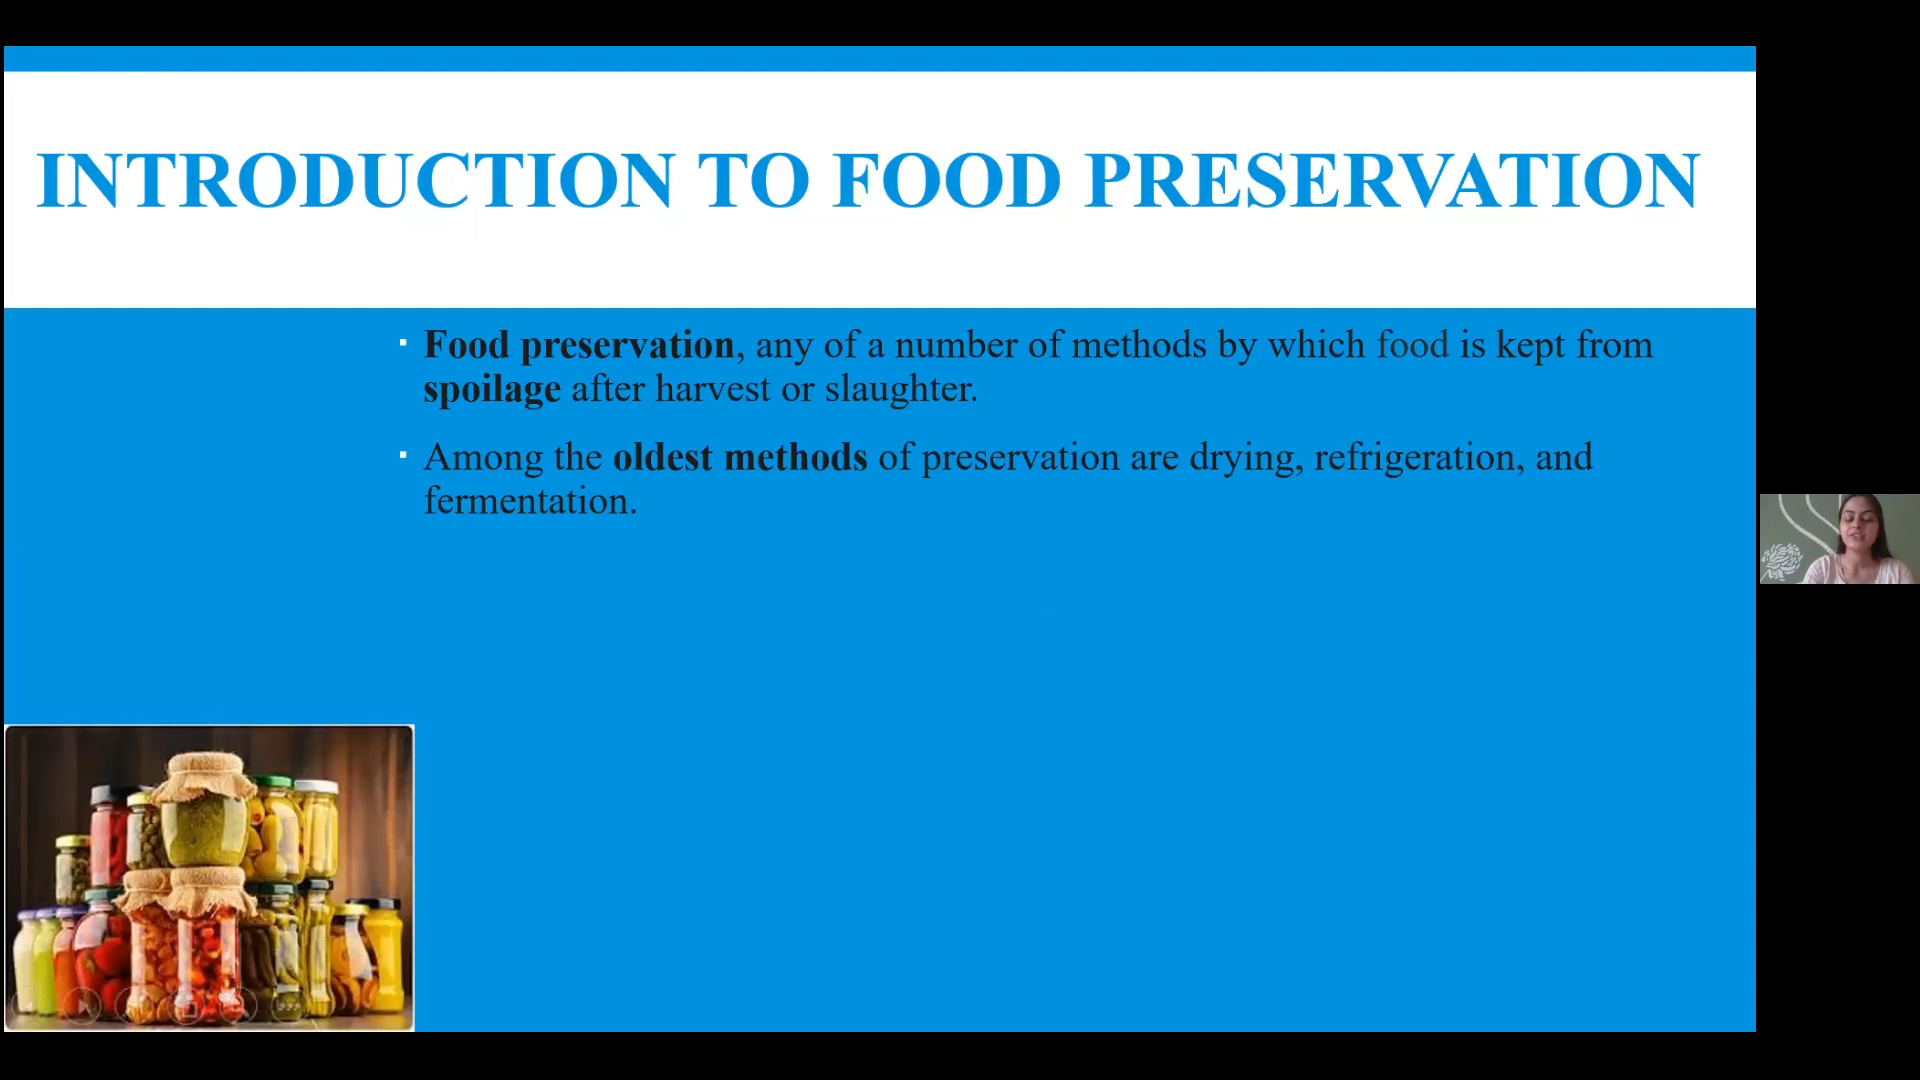 INTRODUCTION TO FOOD PRESERVATION
Food preservation, any of a number of methods by which food is kept from
spoilage after harvest or slaughter.
Among the oldest methods of preservation are drying, refrigeration, and
fermentation.